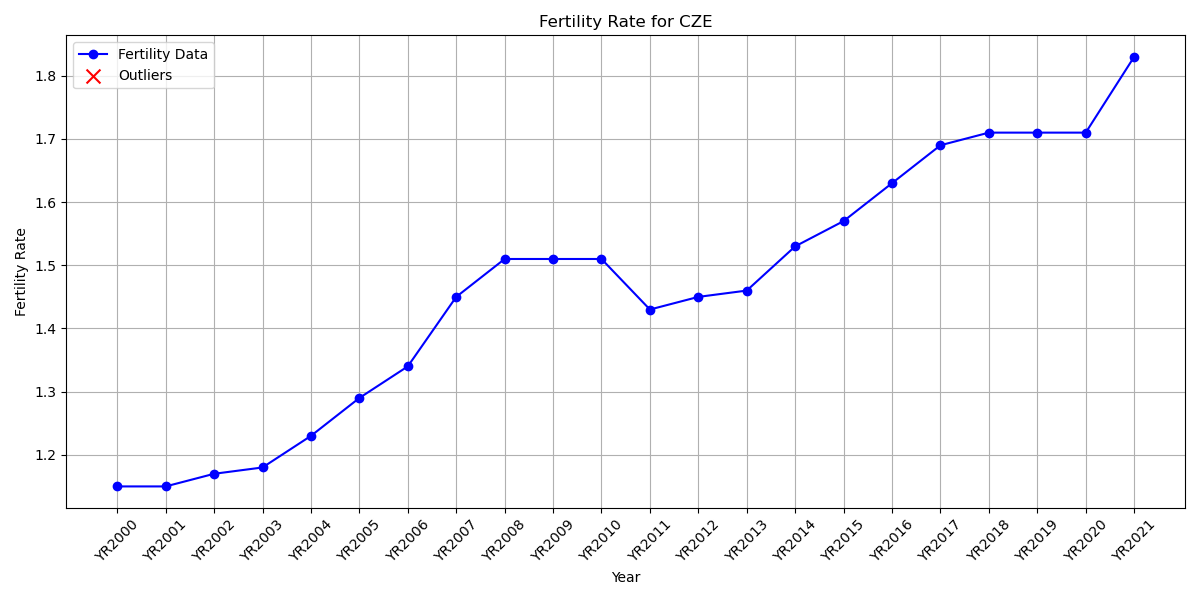 Fertility Rate for CZE
Fertility Data
Outliers
Fertility Rate
1.8
1.7
1.6
1.5
1.4
1.3
1.2
YR2000
YR2001
YR2002
YR2003
YR2004
YR2005
YR2006
YR2007
YR2008
YR2009
YR2010
YR2011
YR2012
YR2013
YR2014
YR2015
YR2016
YR2017
YR2018
YR2019
YR2020
YR2021
Year